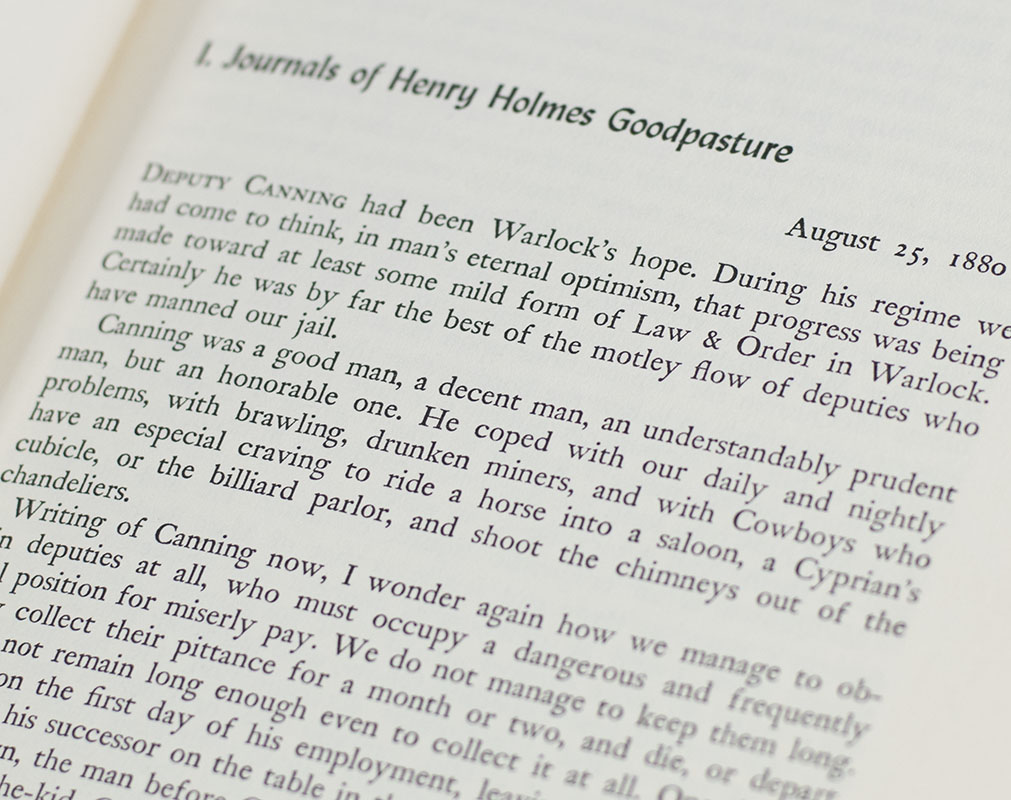 I. Journals of Henry Holmes Goodpasture
August 25, 1880
DEPUTY CANNING had been Warlock's hope. During his regime we
had come to think, in man's eternal optimism, that progress was being
made toward at least some mild form of Law & Order in Warlock.
Certainly he was by far the best of the motley flow of deputies who
have manned our jail.
Canning was a good man, a decent man, an understandably prudent
man, but an honorable one. He coped with our daily and nightly
problems, with brawling, drunken miners, and with Cowboys who
have an especial craving to ride a horse into a saloon, a Cyprian's
cubicle, or the billiard parlor, and shoot the chimneys out of the
chandeliers.
Writing of Canning now, I wonder again how we manage to ob-
deputies at all, who must occupy a dangerous and frequently
position for miserly pay. We do not manage to keep them long.
collect their pittance for a month or two, and die, or depart
not remain long enough even to collect it at all.
on the first day of his employment,
his successor on the table in
the man before